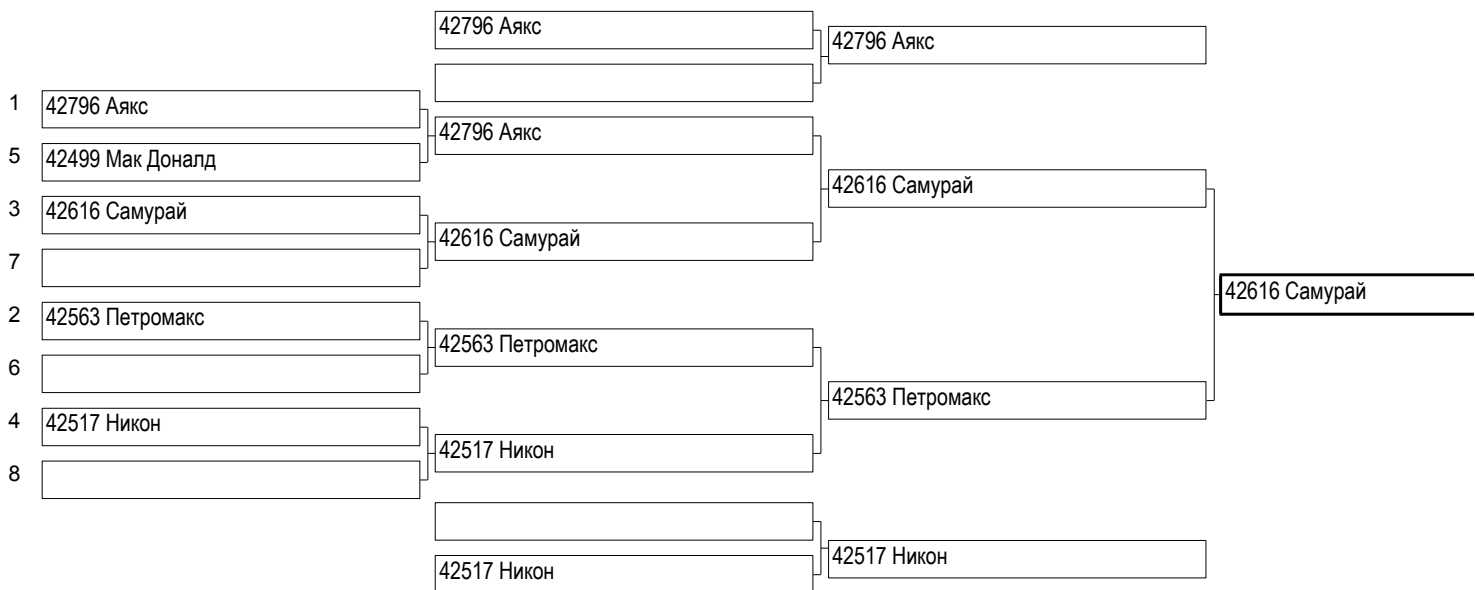 42796 Аякс
42796 Аякс
1 42796 Аякс
42796 Аякс
5 42499 Мак Доналд
42616 Самурай
3 42616 Самурай
42616 Самурай
7
42616 Самурай
2 42563 Петромакс
42563 Петромакс
6
42563 Петромакс
4 42517 Никон
42517 Никон
8
42517 Никон
42517 Никон